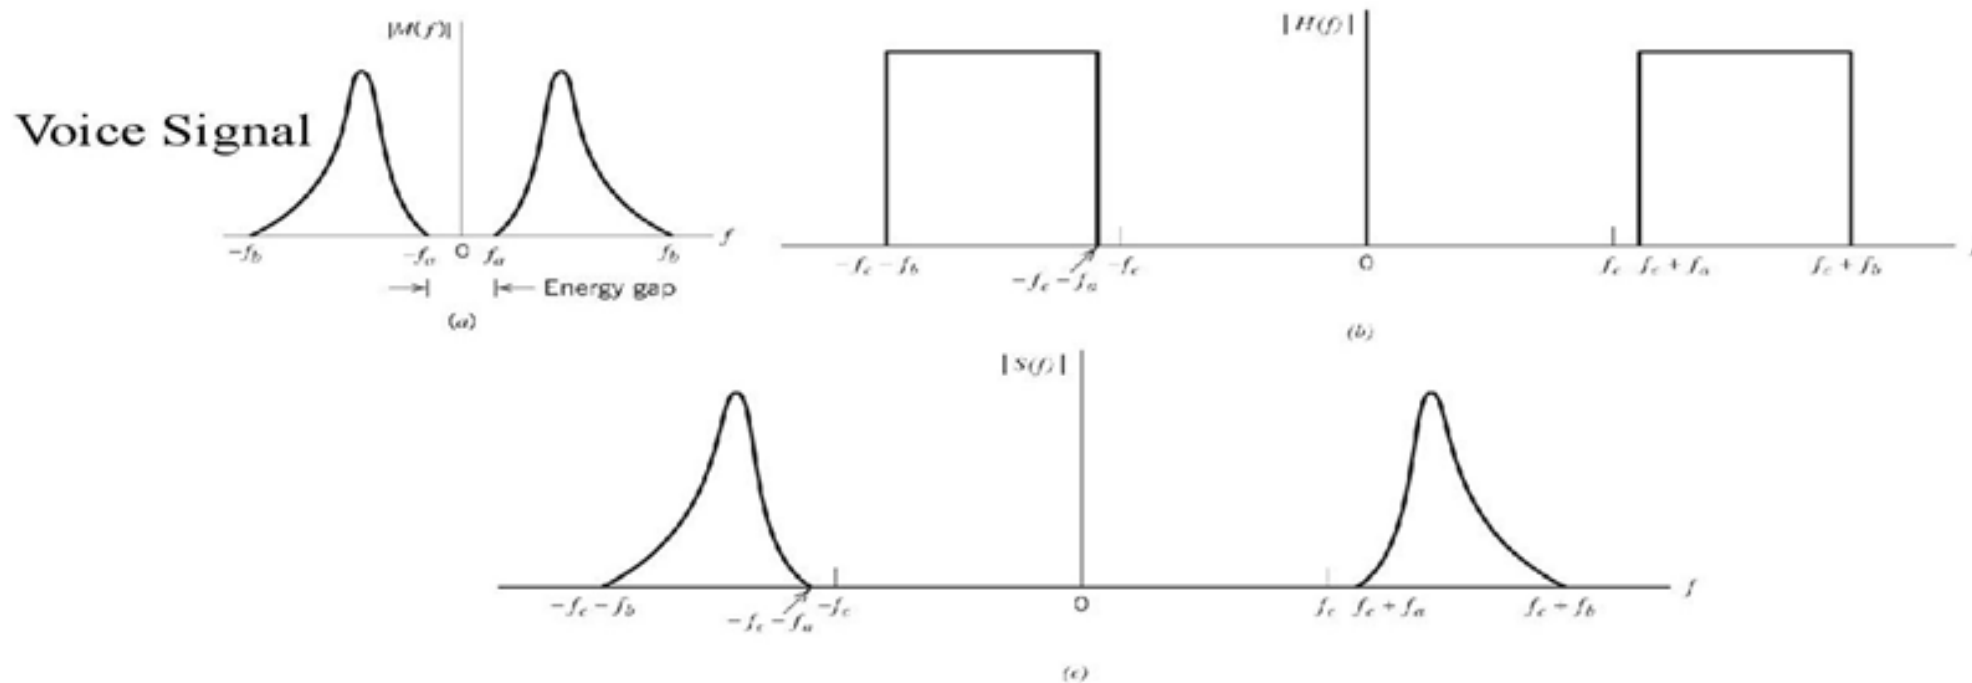 |M(f)|
Voice Signal
-f_b -f_a 0 f_a f_b f
Energy gap
(a)
|H(f)|
-f_c - f_b -f_c - f_a -f_c 0 f_c f_c + f_a f_c + f_b
(b)
|S(f)|
-f_c - f_b -f_c - f_a -f_c 0 f_c f_c + f_a f_c + f_b f
(c)